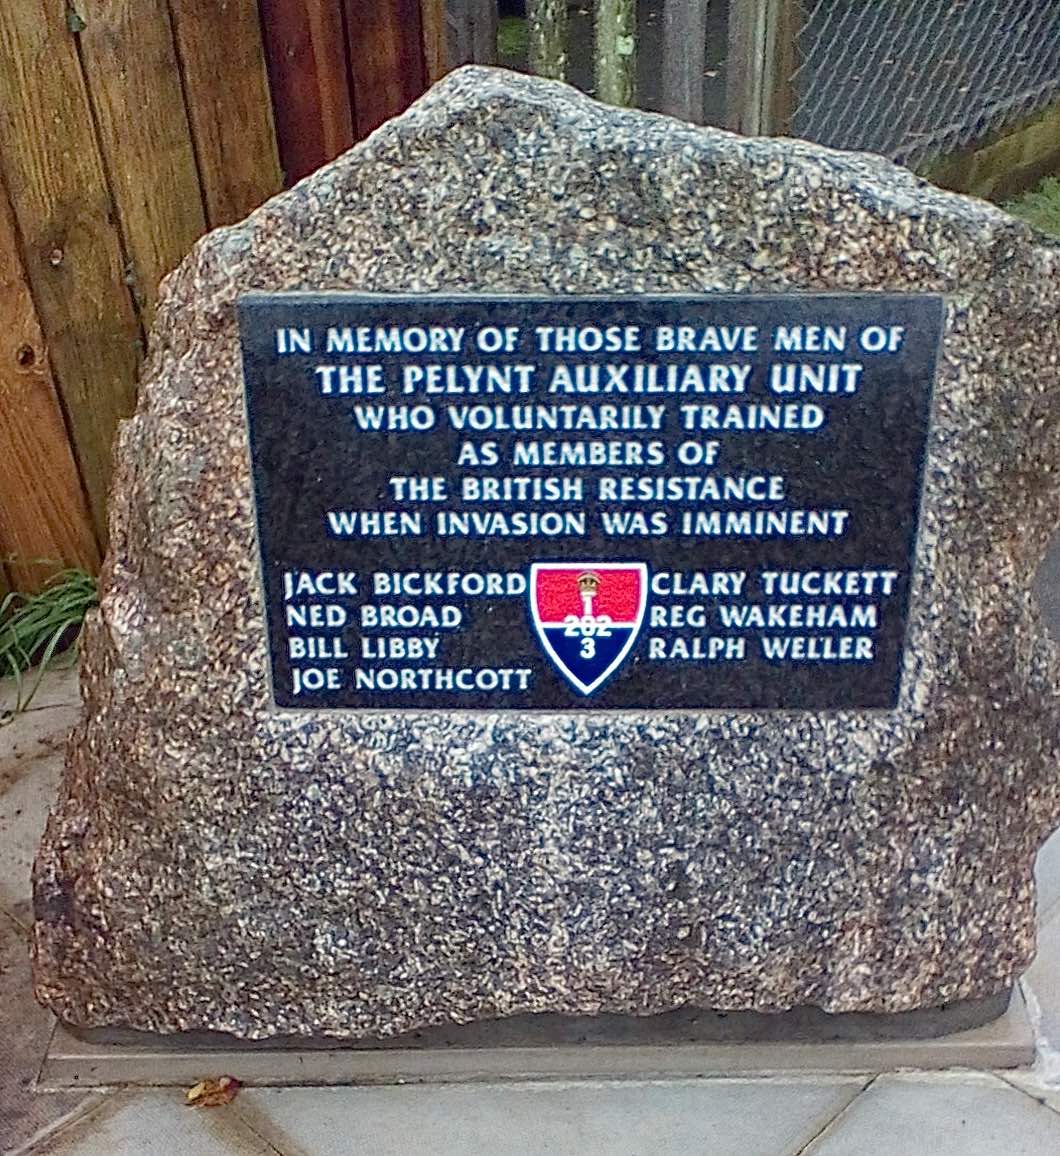 IN MEMORY OF THOSE BRAVE MEN OF
THE PELYNT AUXILIARY UNIT
WHO VOLUNTARILY TRAINED
AS MEMBERS OF
THE BRITISH RESISTANCE
WHEN INVASION WAS IMMINENT
JACK BICKFORD
NED BROAD
BILL LIBBY
JOE NORTHCOTT
202
3
CLARY TUCKETT
REG WAKEHAM
RALPH WELLER